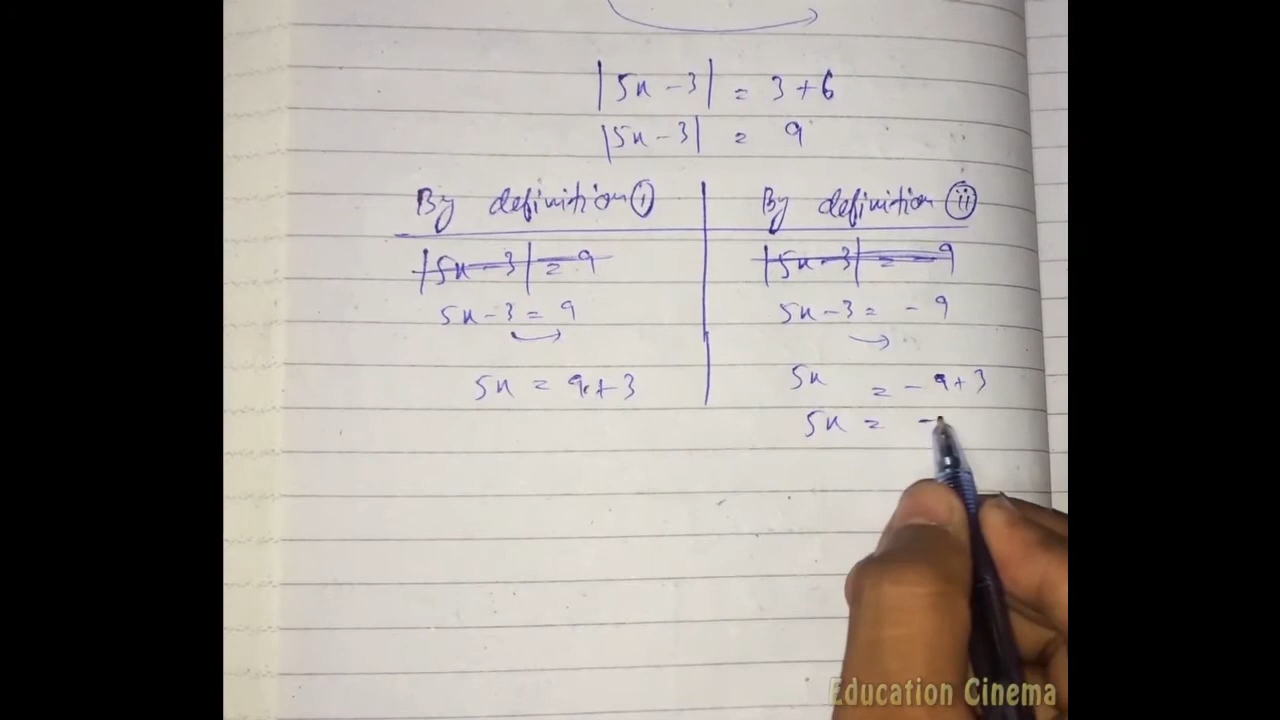 |5x - 3| = 3 + 6
|5x - 3| = 9
By definition (i)
|5x - 3| = 9
5x - 3 = 9
5x = 9 + 3
By definition (ii)
|5x - 3| = - 9
5x - 3 = - 9
5x = - 9 + 3
5x = -
Education Cinema